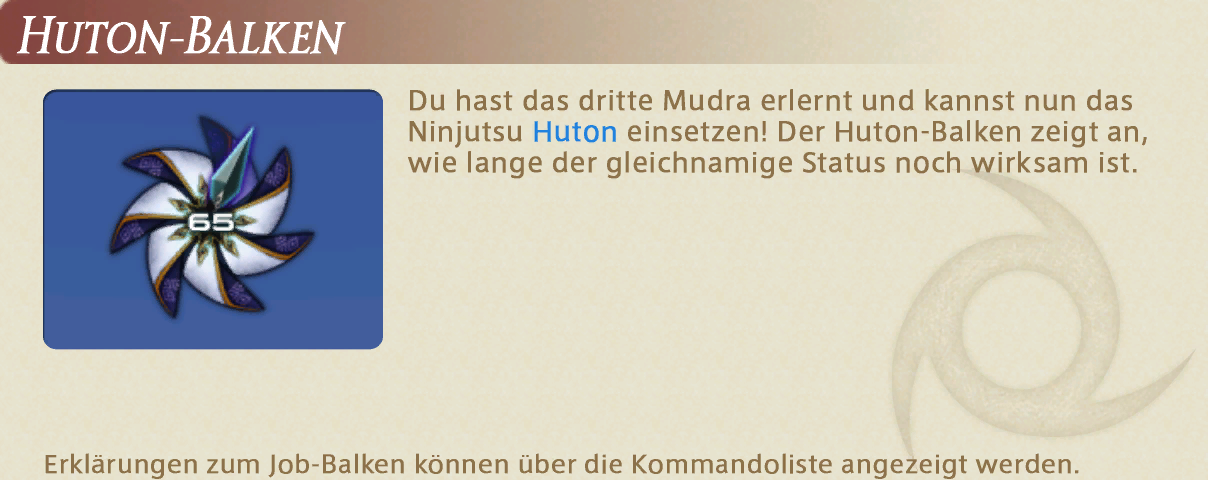 HUTON-BALKEN
Du hast das dritte Mudra erlernt und kannst nun das
Ninjutsu Huton einsetzen! Der Huton-Balken zeigt an,
wie lange der gleichnamige Status noch wirksam ist.
65
Erklärungen zum Job-Balken können über die Kommandoliste angezeigt werden.